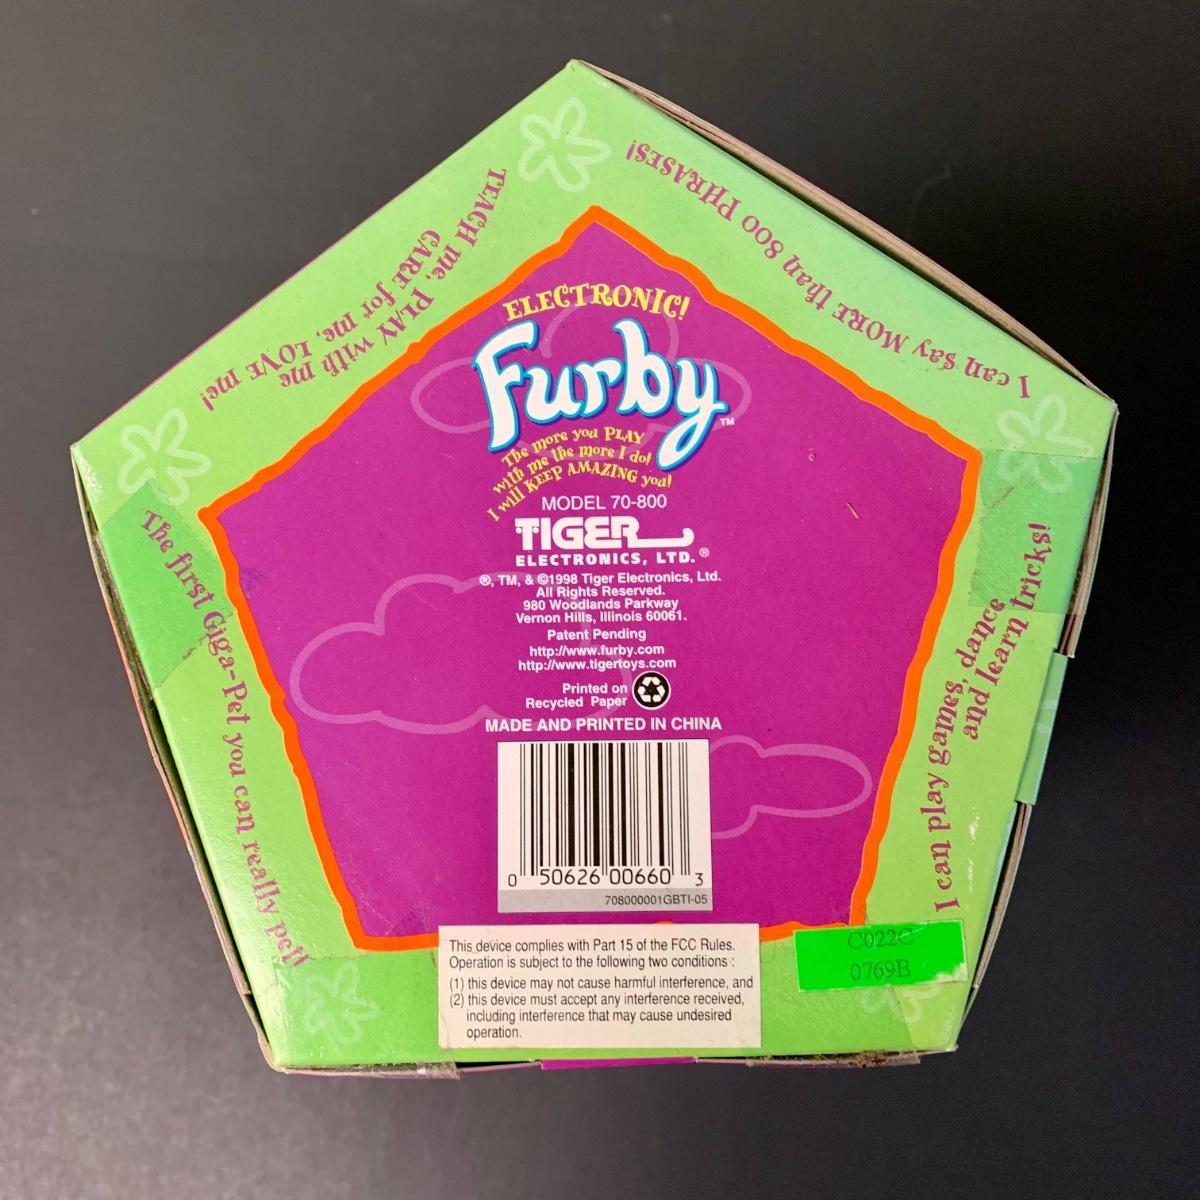 TEACH me, PLAY with me
CARE for me, LOVE me!
I can say MORE than 800 PHRASES!
ELECTRONIC!
Furby™
The more you PLAY
with me the more I do!
I will KEEP AMAZING you!
MODEL 70-800
TIGER
ELECTRONICS, LTD.®
®, TM, & ©1998 Tiger Electronics, Ltd.
All Rights Reserved.
980 Woodlands Parkway
Vernon Hills, Illinois 60061.
Patent Pending
http://www.furby.com
http://www.tigertoys.com
Printed on
Recycled Paper
MADE AND PRINTED IN CHINA
0 50626 00660 3
708000001GBTI-05
The first Giga-Pet you can really pet!
I can play games, dance
and learn tricks!
This device complies with Part 15 of the FCC Rules.
Operation is subject to the following two conditions :
(1) this device may not cause harmful interference, and
(2) this device must accept any interference received,
including interference that may cause undesired
operation.
C022C
0769B